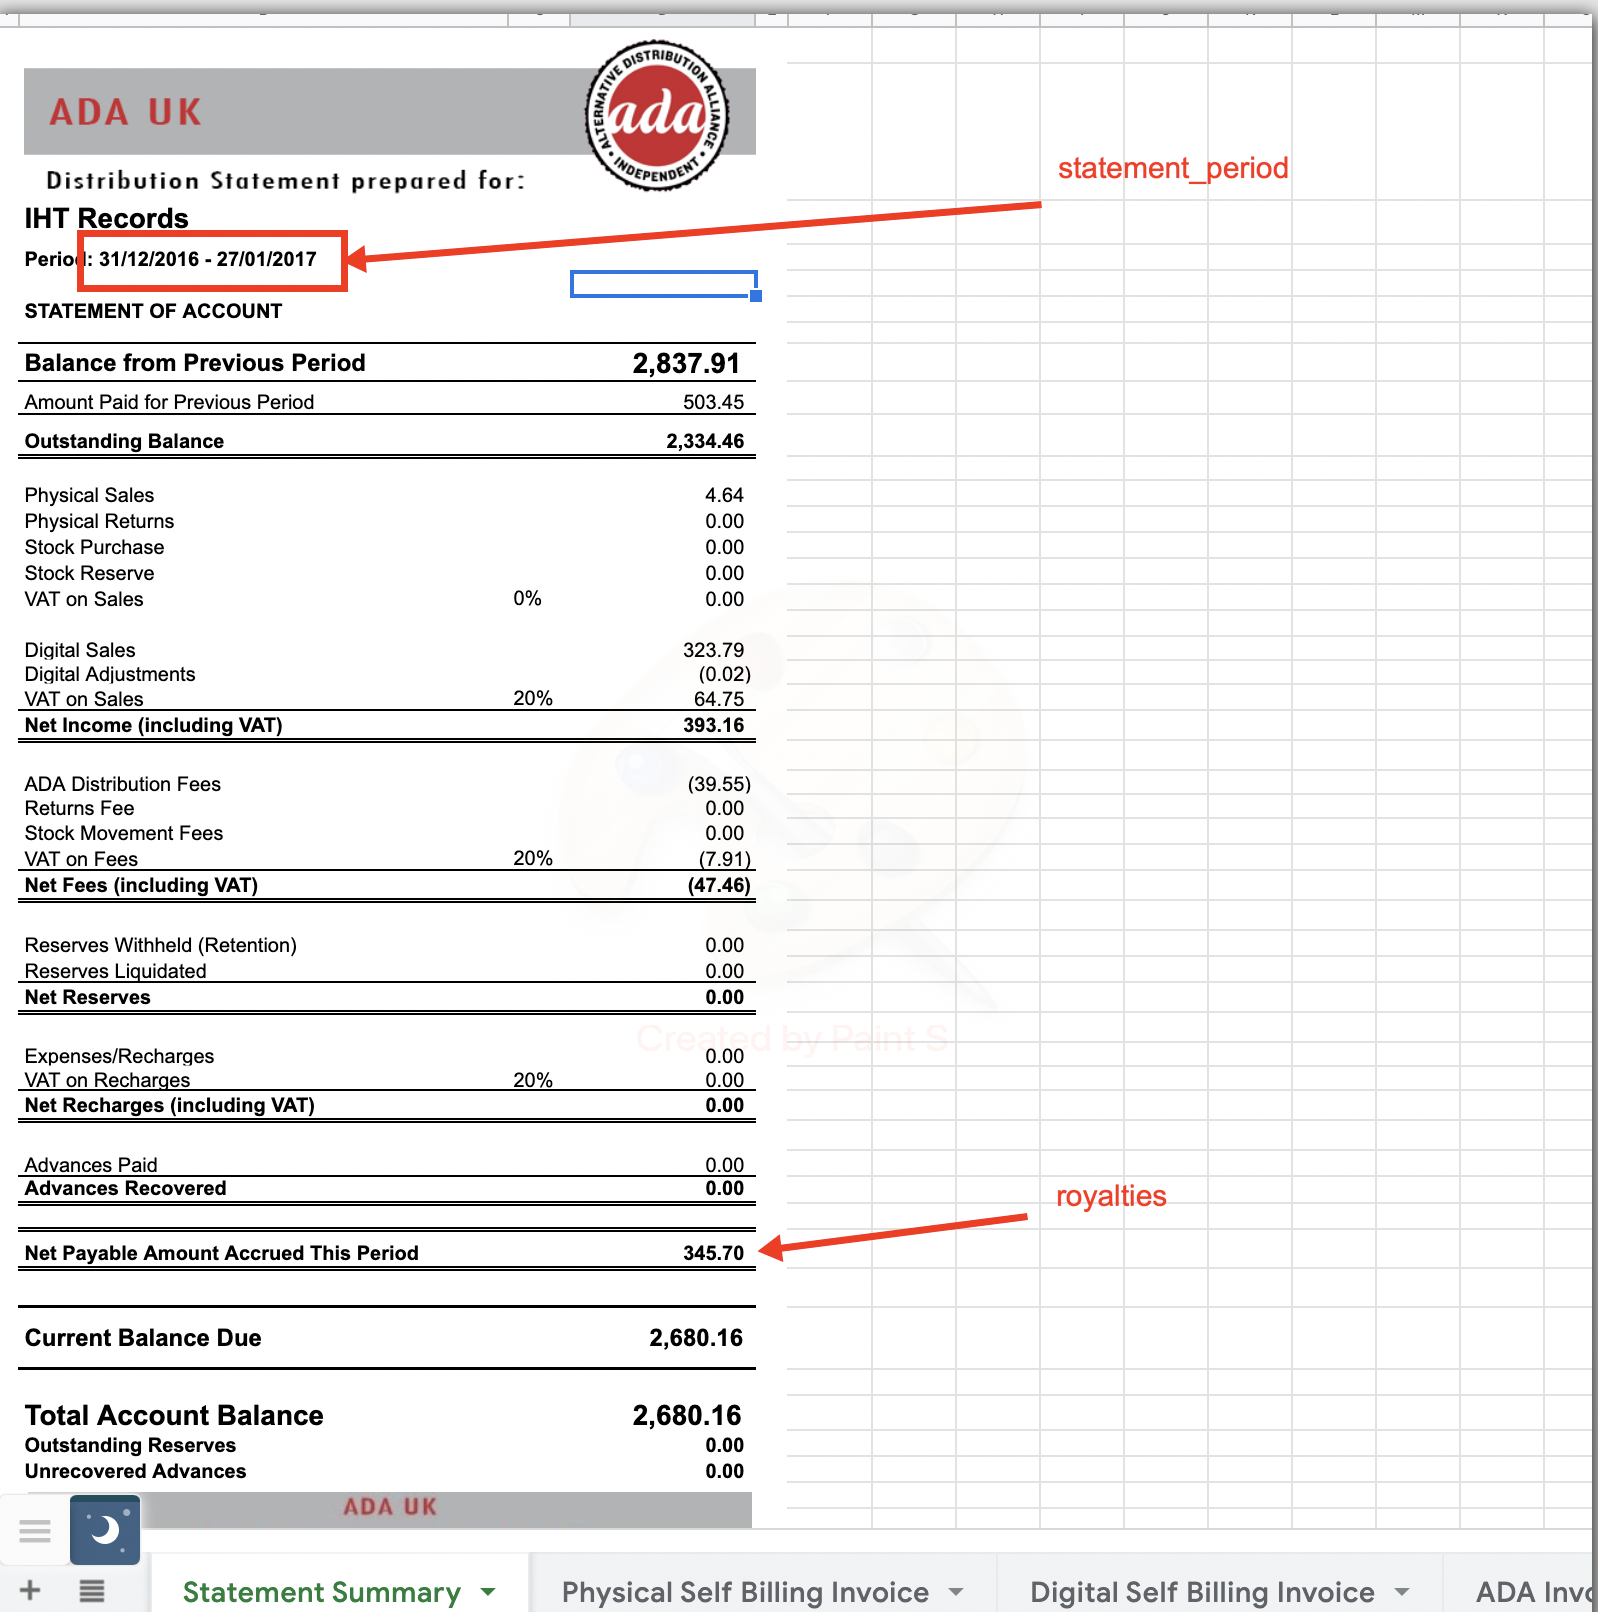 ADA UK
ALTERNATIVE DISTRIBUTION ALLIANCE
ada
INDEPENDENT
Distribution Statement prepared for:
statement_period
IHT Records
Period: 31/12/2016 - 27/01/2017
STATEMENT OF ACCOUNT
Balance from Previous Period 2,837.91
Amount Paid for Previous Period 503.45
Outstanding Balance 2,334.46
Physical Sales 4.64
Physical Returns 0.00
Stock Purchase 0.00
Stock Reserve 0.00
VAT on Sales 0% 0.00
Digital Sales 323.79
Digital Adjustments (0.02)
VAT on Sales 20% 64.75
Net Income (including VAT) 393.16
ADA Distribution Fees (39.55)
Returns Fee 0.00
Stock Movement Fees 0.00
VAT on Fees 20% (7.91)
Net Fees (including VAT) (47.46)
Reserves Withheld (Retention) 0.00
Reserves Liquidated 0.00
Net Reserves 0.00
Created by Paint S
Expenses/Recharges 0.00
VAT on Recharges 20% 0.00
Net Recharges (including VAT) 0.00
Advances Paid 0.00
Advances Recovered 0.00
royalties
Net Payable Amount Accrued This Period 345.70
Current Balance Due 2,680.16
Total Account Balance 2,680.16
Outstanding Reserves 0.00
Unrecovered Advances 0.00
ADA UK
Statement Summary Physical Self Billing Invoice Digital Self Billing Invoice ADA Invo